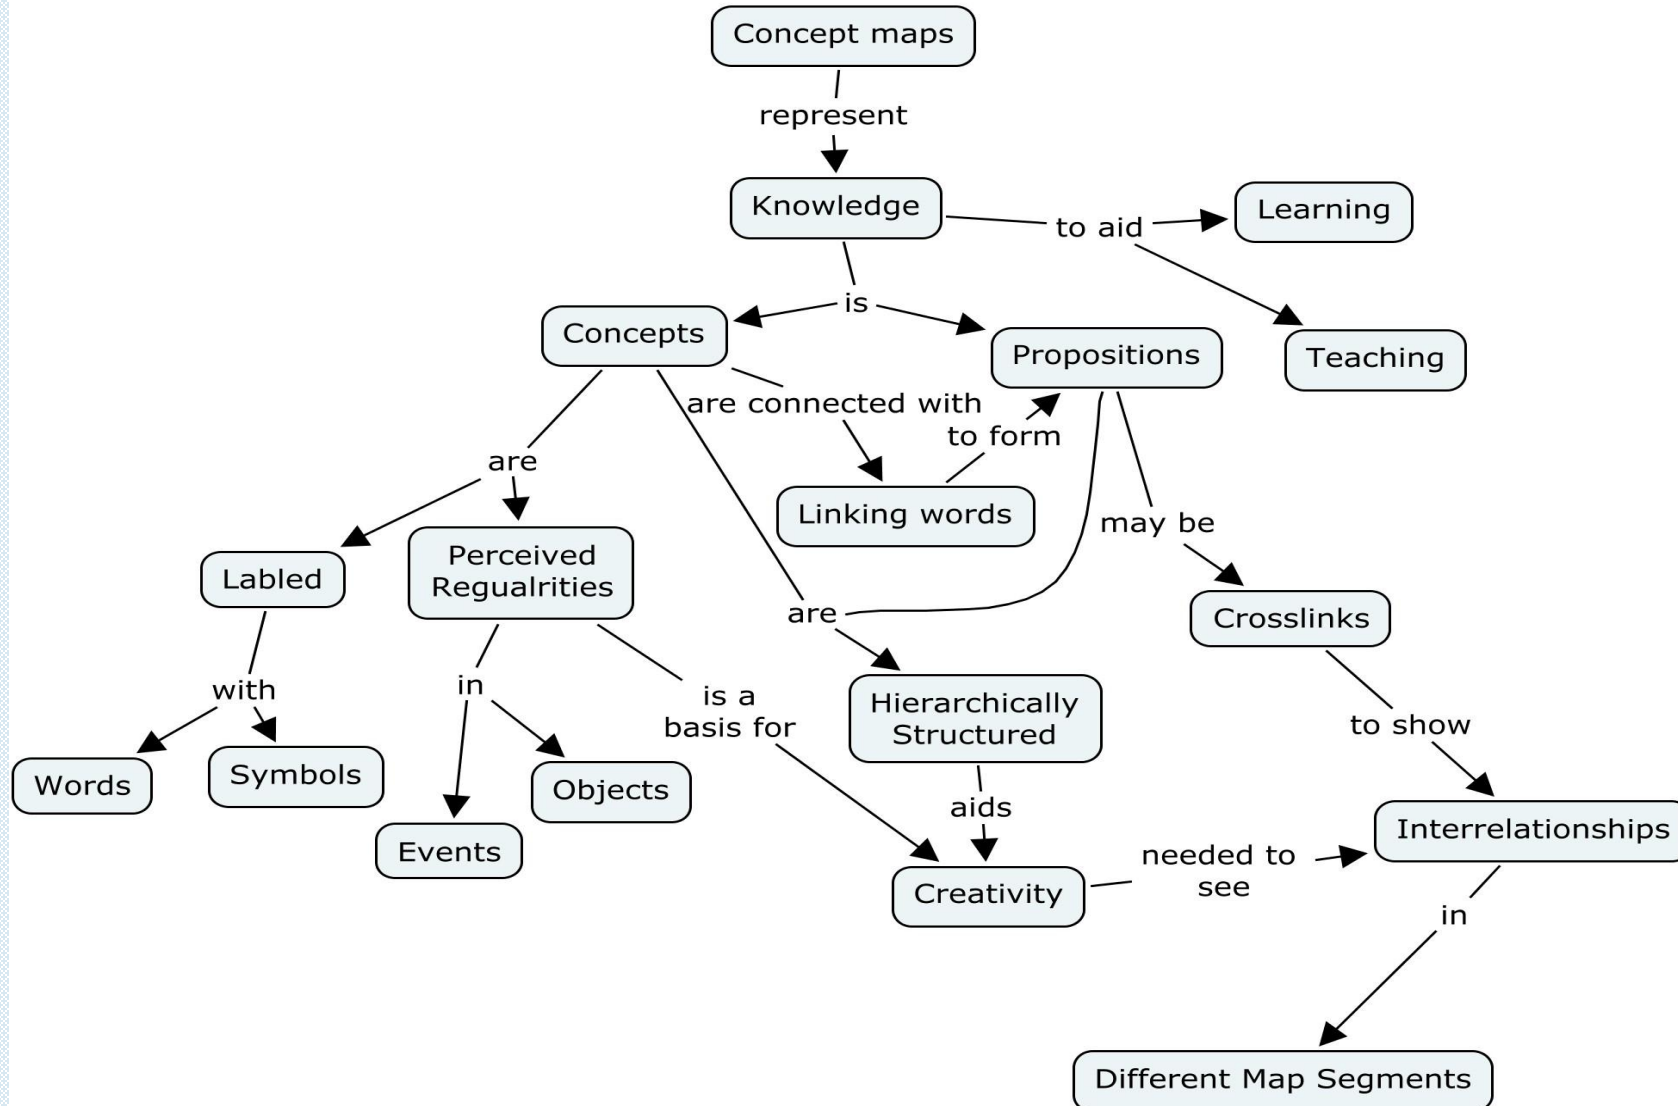 Concept maps
represent
Knowledge
to aid
Learning
Teaching
is
Concepts
Propositions
are connected with
to form
Linking words
are
Labled
Perceived
Regualrities
may be
Crosslinks
are
with
in
is a
basis for
Hierarchically
Structured
to show
Words
Symbols
Objects
Events
aids
Creativity
needed to
see
Interrelationships
in
Different Map Segments